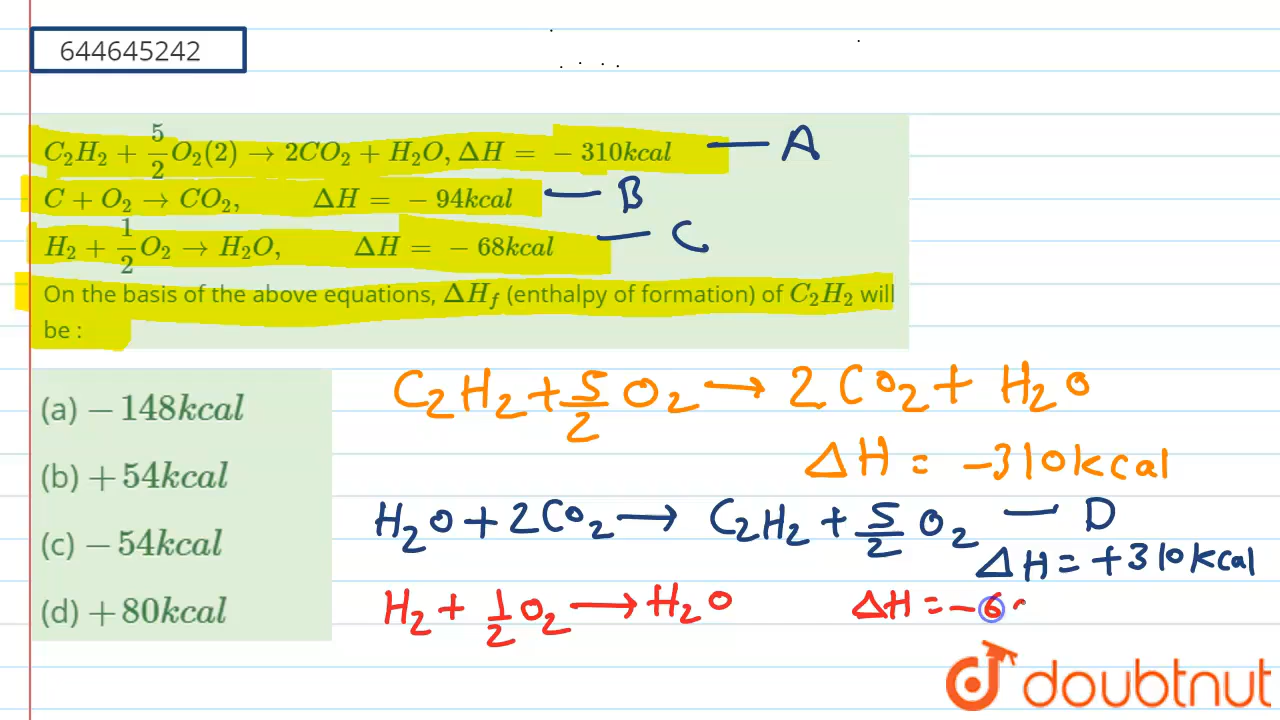 644645242
C₂H₂ + 5/2 O₂(2) → 2CO₂ + H₂O, ΔH = −310kcal — A
C + O₂ → CO₂, ΔH = −94kcal — B
H₂ + 1/2 O₂ → H₂O, ΔH = −68kcal — C
On the basis of the above equations, ΔH_f (enthalpy of formation) of C₂H₂ will
be :
(a) −148kcal
(b) +54kcal
(c) −54kcal
(d) +80kcal
C₂H₂ + 5/2 O₂ → 2CO₂ + H₂O
ΔH = −310kcal
H₂O + 2CO₂ → C₂H₂ + 5/2 O₂ — D
ΔH = +310kcal
H₂ + 1/2 O₂ → H₂O ΔH = −6
doubtnut